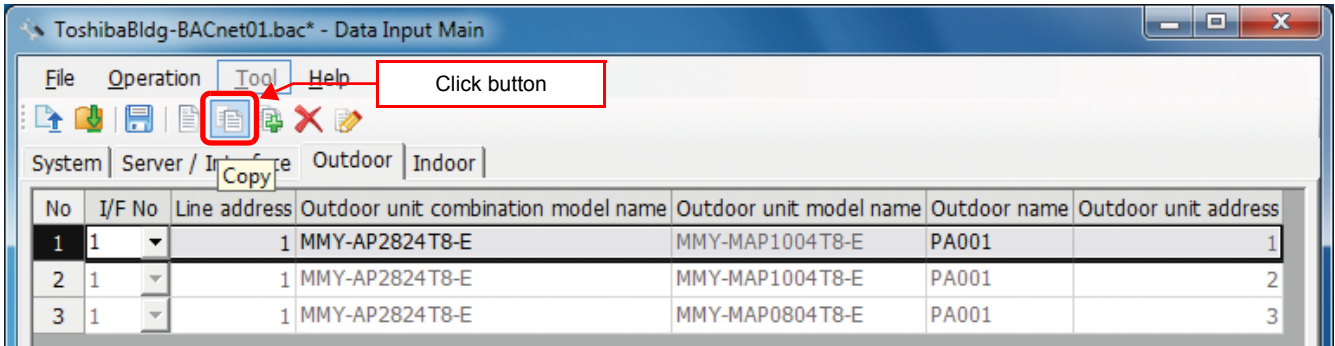 ToshibaBldg-BACnet01.bac* - Data Input Main
File Operation Tool Help
Click button
System Server / Interface Outdoor Indoor
Copy
No I/F No Line address Outdoor unit combination model name Outdoor unit model name Outdoor name Outdoor unit address
1 1 1 MMY-AP2824T8-E MMY-MAP1004T8-E PA001 1
2 1 1 MMY-AP2824T8-E MMY-MAP1004T8-E PA001 2
3 1 1 MMY-AP2824T8-E MMY-MAP0804T8-E PA001 3